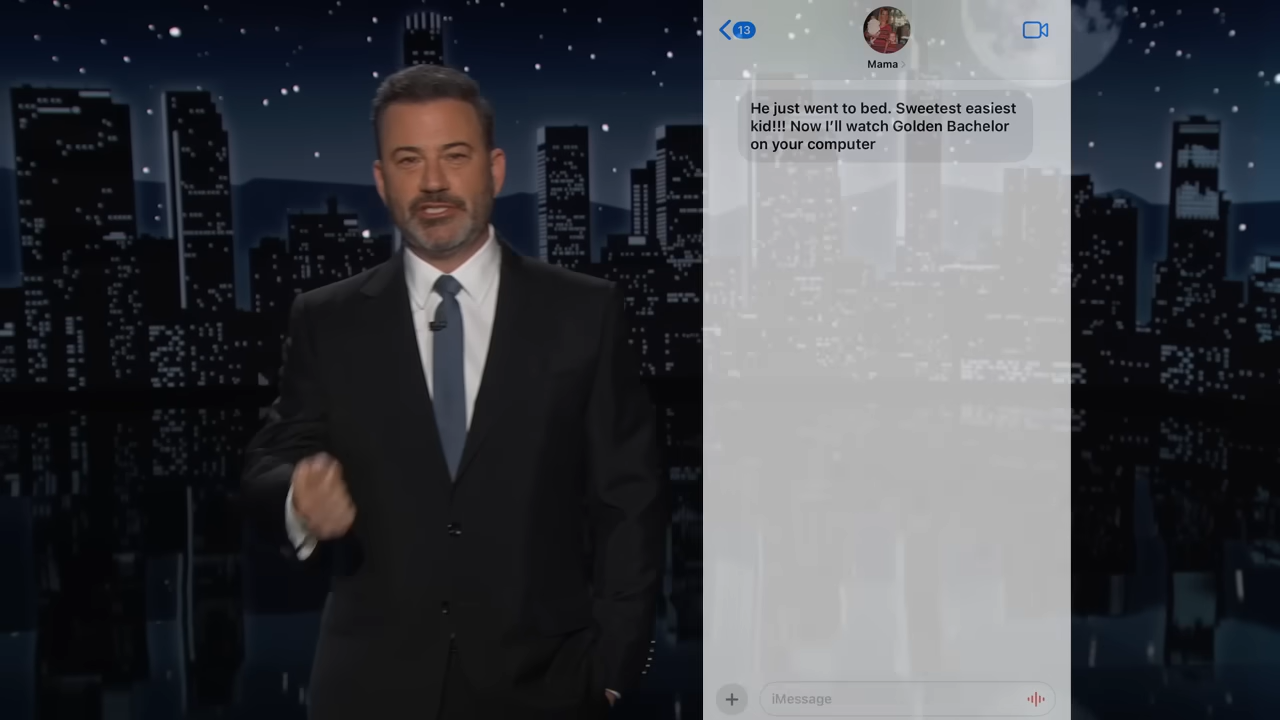 13
Mama
He just went to bed. Sweetest easiest
kid!!! Now I’ll watch Golden Bachelor
on your computer
iMessage